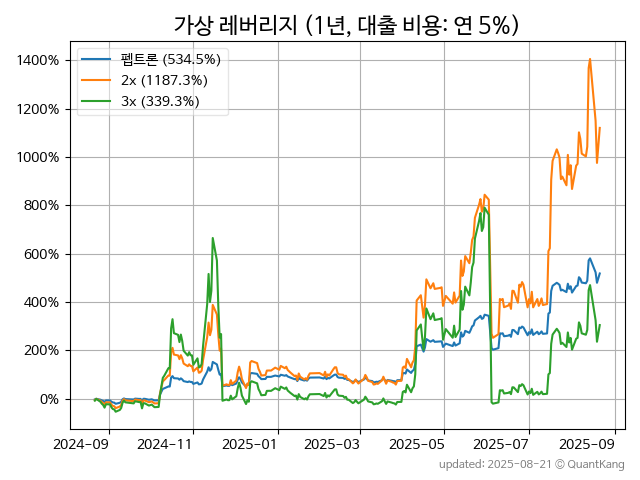 가상 레버리지 (1년, 대출 비용: 연 5%)
펩트론 (534.5%)
2x (1187.3%)
3x (339.3%)
1400%
1200%
1000%
800%
600%
400%
200%
0%
2024-09 2024-11 2025-01 2025-03 2025-05 2025-07 2025-09
updated: 2025-08-21 © QuantKang